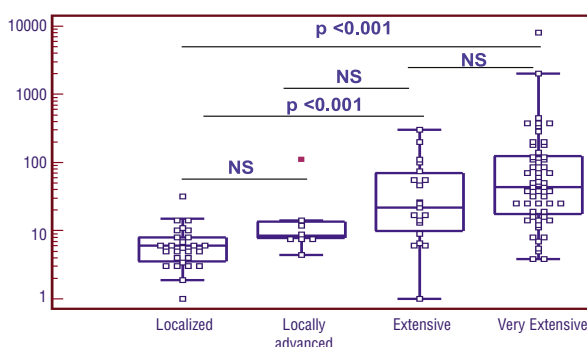 10000
p <0.001
1000
NS
NS
p <0.001
100
NS
10
1
Localized
Locally
advanced
Extensive
Very Extensive